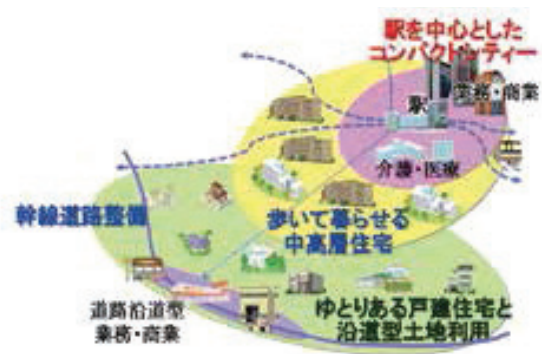 駅を中心とした
コンパクトシティー
業務・商業
駅
介護・医療
幹線道路整備
歩いて暮らせる
中高層住宅
道路沿道型
業務・商業
ゆとりある戸建住宅と
沿道型土地利用